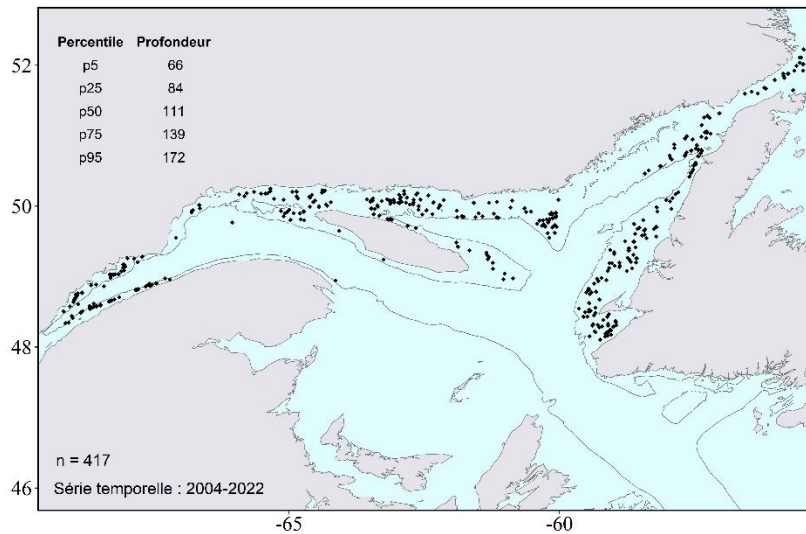 Percentile Profondeur
p5 66
p25 84
p50 111
p75 139
p95 172
52
50
48
46
n = 417
Série temporelle : 2004-2022
-65 -60